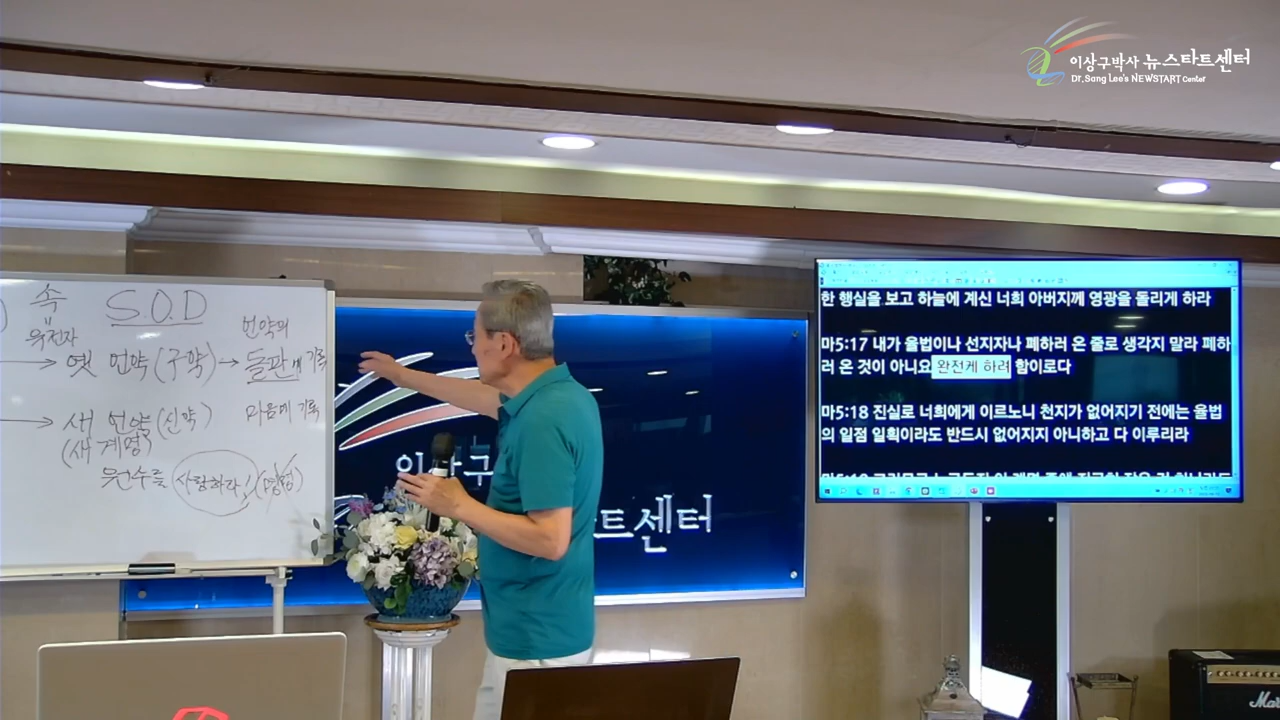 이상구박사 뉴스타트센터
Dr. Sang Lee's NEWSTART Center
속
유전자
S.O.D
언약의
옛 언약(구약) → 돌판에 기록
마음에 기록
새 언약(신약)
(새 계명)
원수를 사랑하라!
이상구
트센터
한 행실을 보고 하늘에 계신 너희 아버지께 영광을 돌리게 하라
마5:17 내가 율법이나 선지자나 폐하러 온 줄로 생각지 말라 폐하
러 온 것이 아니요 완전케 하려 함이로다
마5:18 진실로 너희에게 이르노니 천지가 없어지기 전에는 율법
의 일점 일획이라도 반드시 없어지지 아니하고 다 이루리라